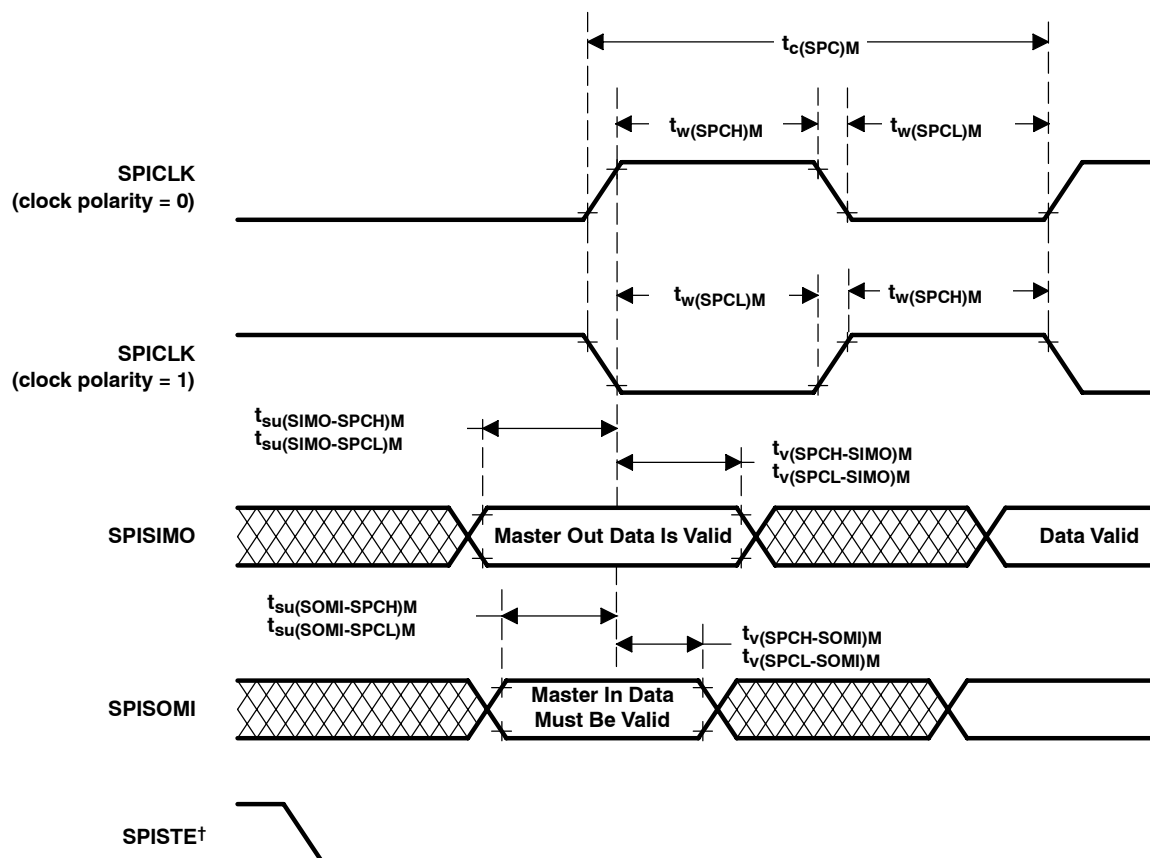 tc(SPC)M
tw(SPCH)M
tw(SPCL)M
SPICLK
(clock polarity = 0)
tw(SPCL)M
tw(SPCH)M
SPICLK
(clock polarity = 1)
tsu(SIMO-SPCH)M
tsu(SIMO-SPCL)M
tv(SPCH-SIMO)M
tv(SPCL-SIMO)M
SPISIMO
Master Out Data Is Valid
Data Valid
tsu(SOMI-SPCH)M
tsu(SOMI-SPCL)M
tv(SPCH-SOMI)M
tv(SPCL-SOMI)M
SPISOMI
Master In Data
Must Be Valid
SPISTE†